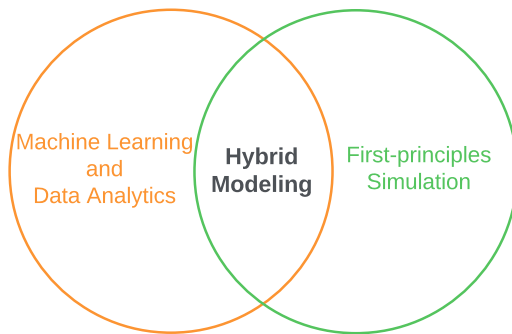 Machine Learning
and
Data Analytics
Hybrid
Modeling
First-principles
Simulation